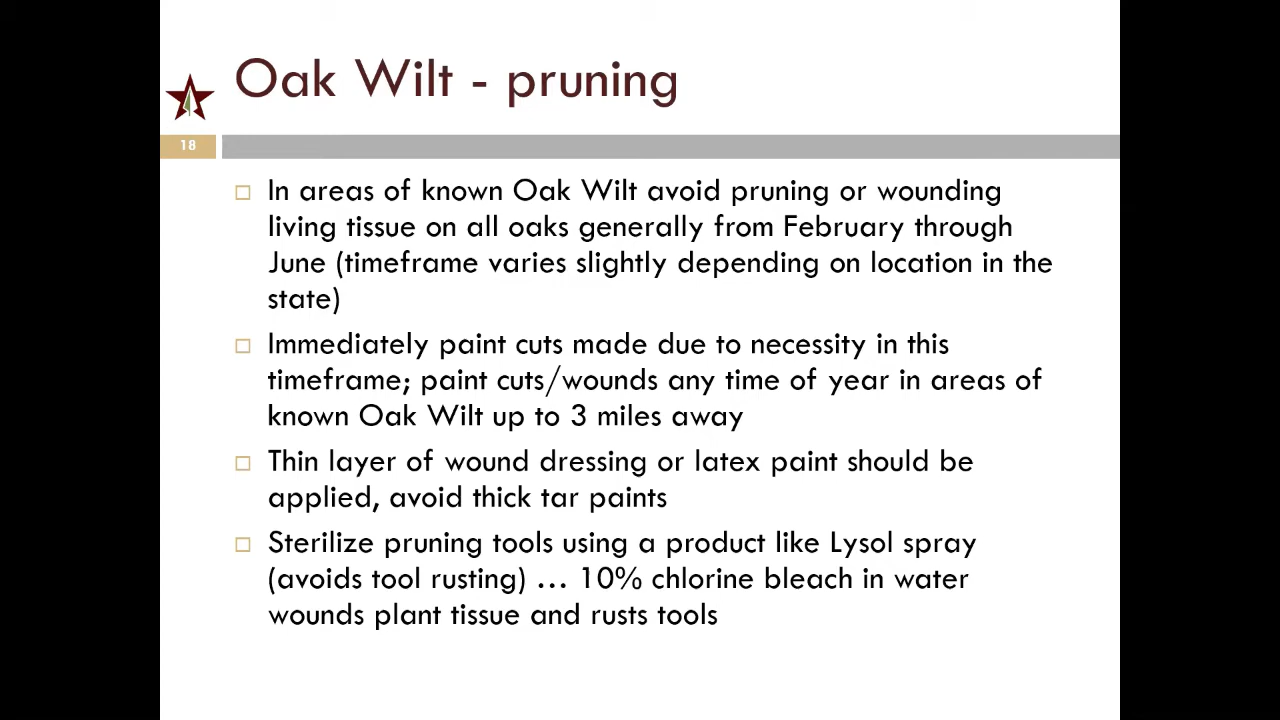 Oak Wilt - pruning
18
In areas of known Oak Wilt avoid pruning or wounding
living tissue on all oaks generally from February through
June (timeframe varies slightly depending on location in the
state)
Immediately paint cuts made due to necessity in this
timeframe; paint cuts/wounds any time of year in areas of
known Oak Wilt up to 3 miles away
Thin layer of wound dressing or latex paint should be
applied, avoid thick tar paints
Sterilize pruning tools using a product like Lysol spray
(avoids tool rusting) … 10% chlorine bleach in water
wounds plant tissue and rusts tools